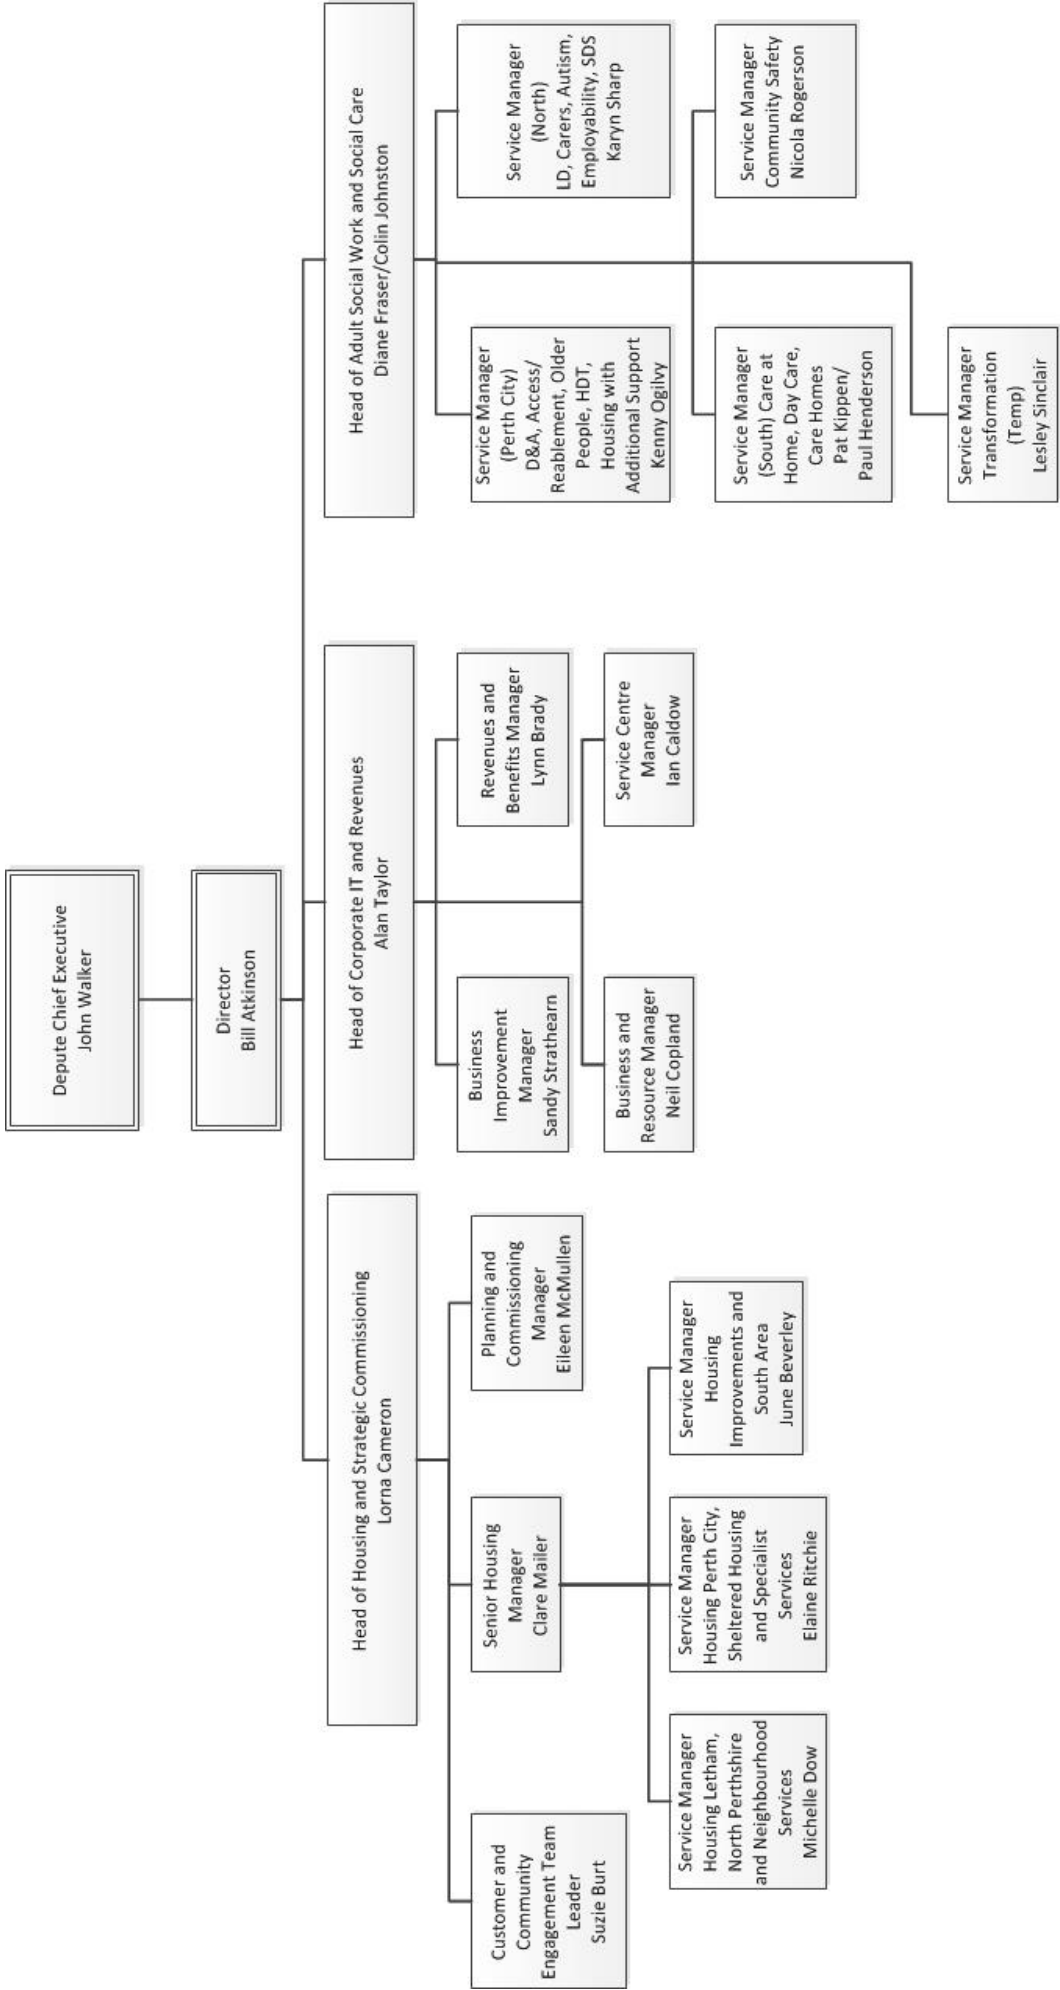 Depute Chief Executive
John Walker
Director
Bill Atkinson
Head of Housing and Strategic Commissioning
Lorna Cameron
Head of Corporate IT and Revenues
Alan Taylor
Head of Adult Social Work and Social Care
Diane Fraser/Colin Johnston
Customer and
Community
Engagement Team
Leader
Suzie Burt
Senior Housing
Manager
Clare Mailer
Planning and
Commissioning
Manager
Eileen McMullen
Service Manager
Housing Letham,
North Perthshire
and Neighbourhood
Services
Michelle Dow
Service Manager
Housing Perth City,
Sheltered Housing
and Specialist
Services
Elaine Ritchie
Service Manager
Housing
Improvements and
South Area
June Beverley
Business
Improvement
Manager
Sandy Strathearn
Revenues and
Benefits Manager
Lynn Brady
Business and
Resource Manager
Neil Copland
Service Centre
Manager
Ian Caldow
Service Manager
(Perth City)
D&A, Access/
Reablement, Older
People, HDT,
Housing with
Additional Support
Kenny Ogilvy
Service Manager
(North)
LD, Carers, Autism,
Employability, SDS
Karyn Sharp
Service Manager
(South) Care at
Home, Day Care,
Care Homes
Pat Kippen/
Paul Henderson
Service Manager
Community Safety
Nicola Rogerson
Service Manager
Transformation
(Temp)
Lesley Sinclair